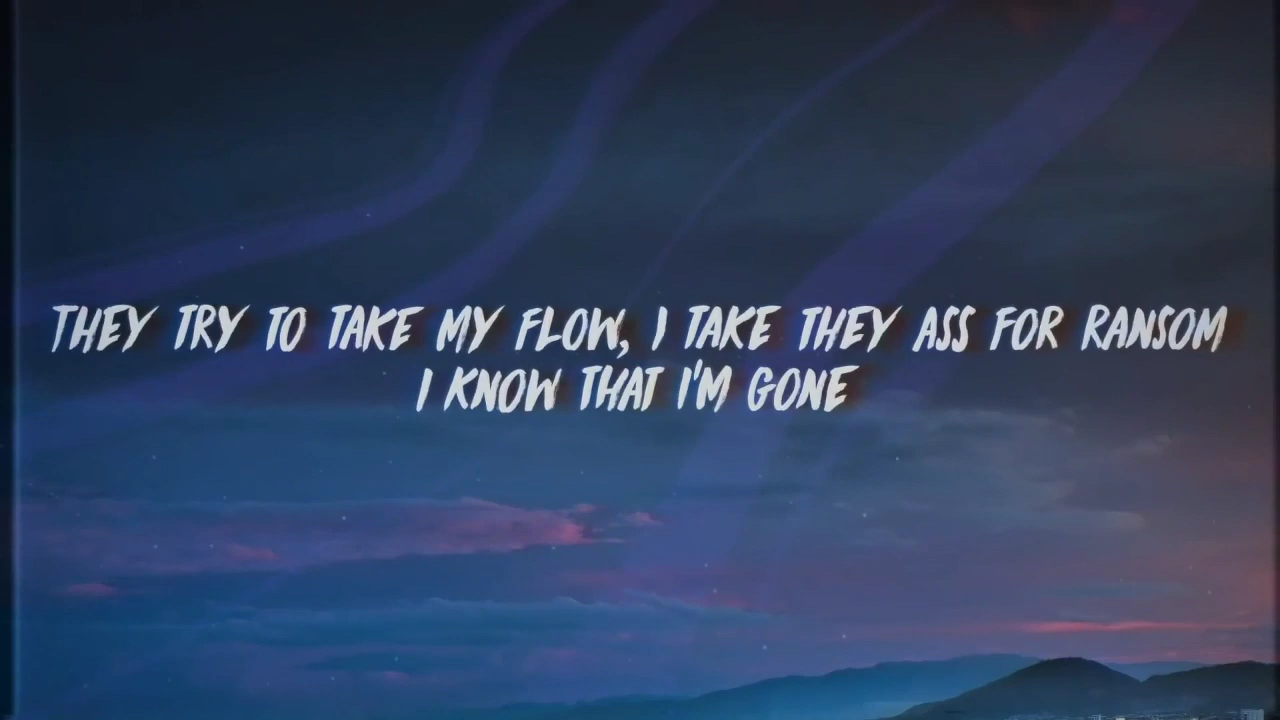 THEY TRY TO TAKE MY FLOW, I TAKE THEY ASS FOR RANSOM
I KNOW THAT I'M GONE